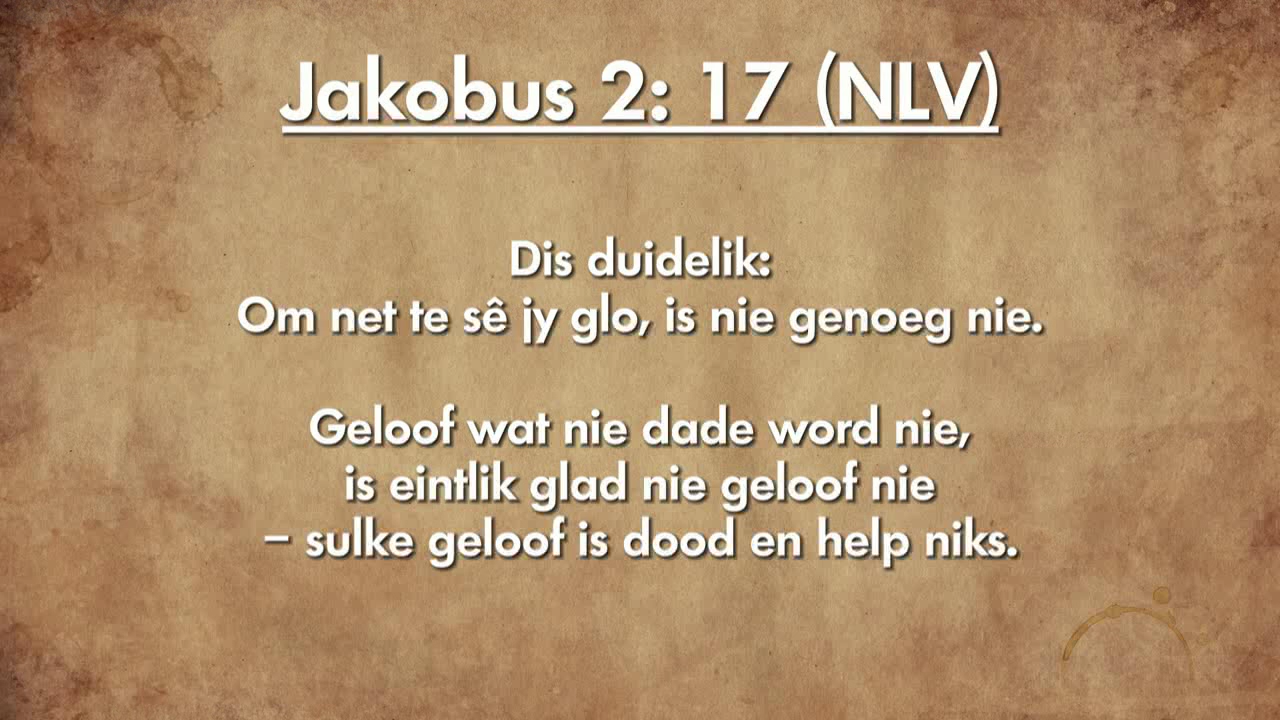 Jakobus 2: 17 (NLV)
Dis duidelik:
Om net te sê jy glo, is nie genoeg nie.
Geloof wat nie dade word nie,
is eintlik glad nie geloof nie
– sulke geloof is dood en help niks.